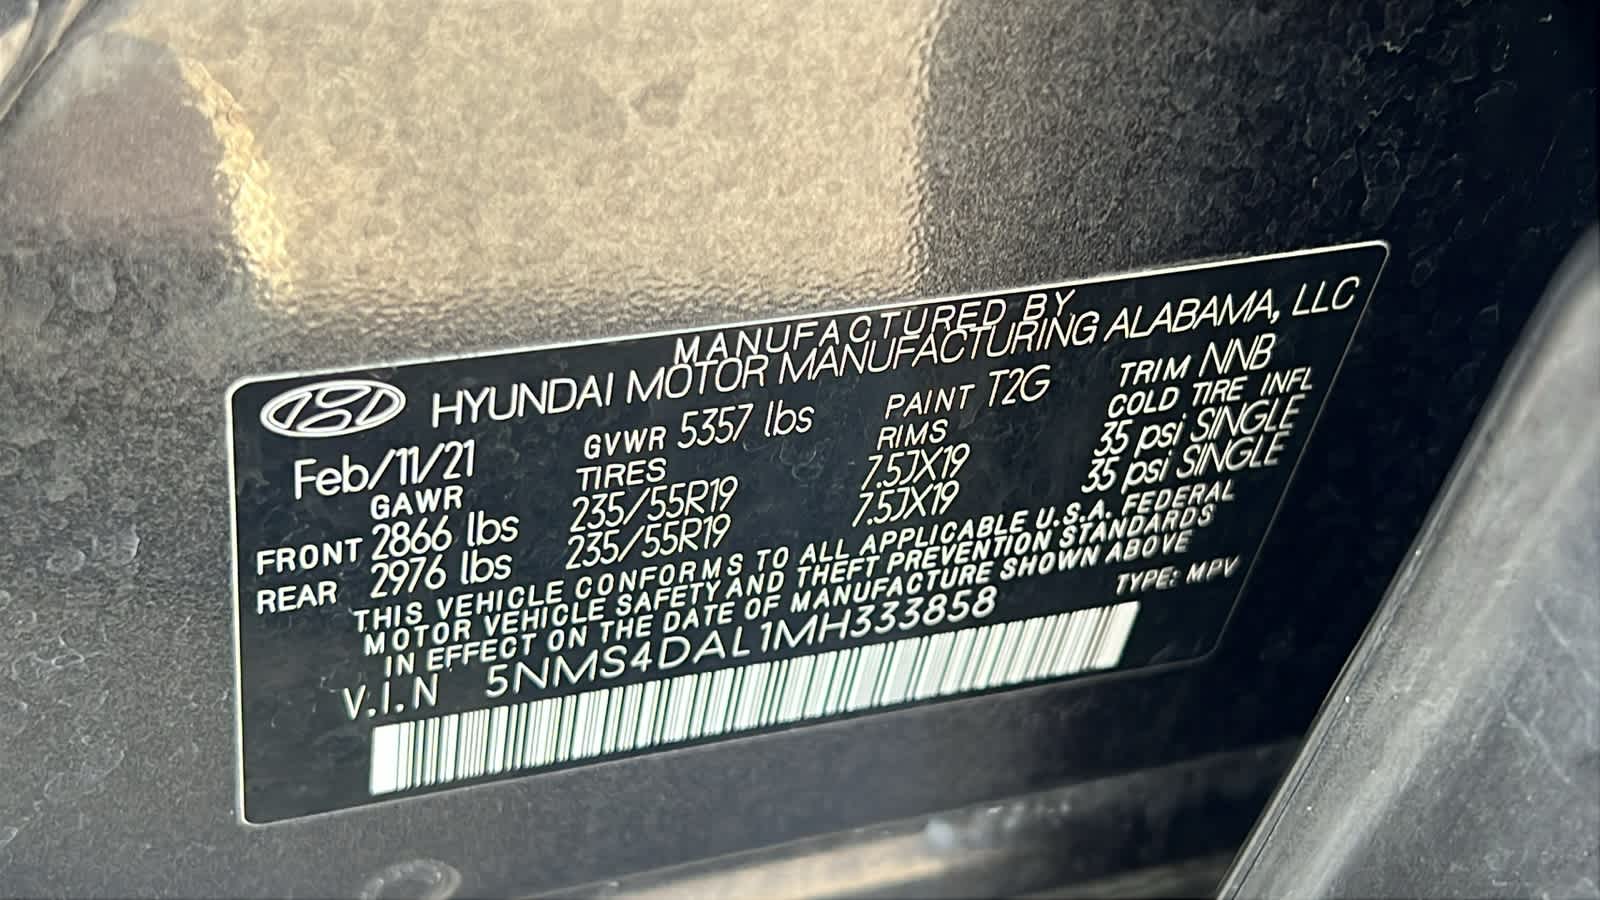 MANUFACTURED BY
HYUNDAI MOTOR MANUFACTURING ALABAMA, LLC
Feb/11/21 GVWR 5357 lbs PAINT T2G TRIM NNB
GAWR TIRES RIMS COLD TIRE INFL
FRONT 2866 lbs 235/55R19 7.5JX19 35 psi SINGLE
REAR 2976 lbs 235/55R19 7.5JX19 35 psi SINGLE
THIS VEHICLE CONFORMS TO ALL APPLICABLE U.S.A. FEDERAL
MOTOR VEHICLE SAFETY AND THEFT PREVENTION STANDARDS
IN EFFECT ON THE DATE OF MANUFACTURE SHOWN ABOVE
V.I.N 5NMS4DAL1MH333858 TYPE: MPV